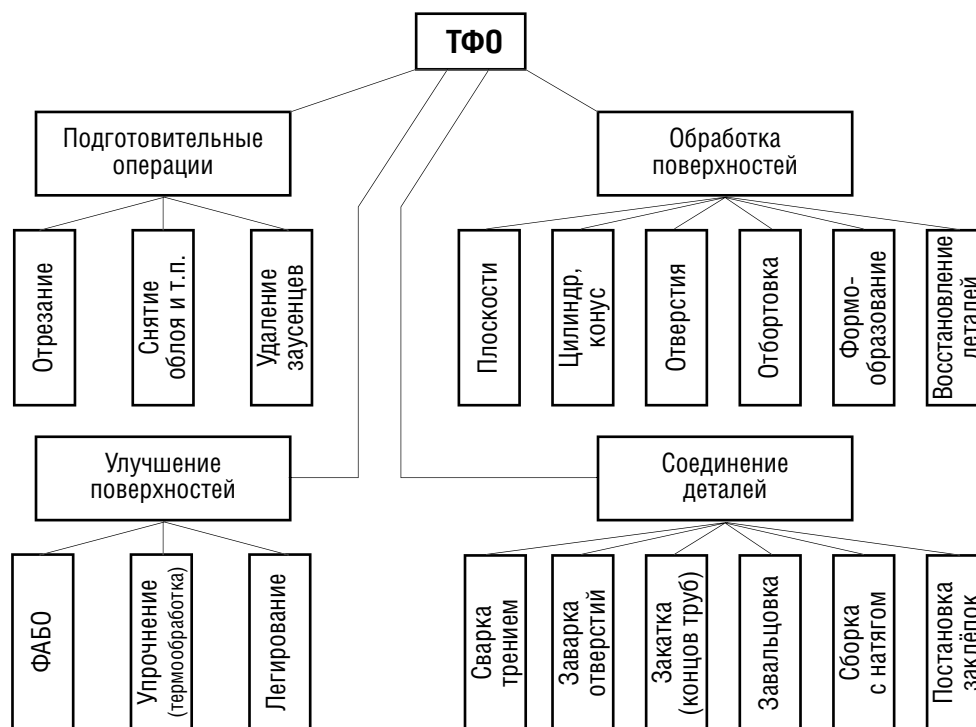 ТФО
Подготовительные
операции
Обработка
поверхностей
Отрезание
Снятие
облоя и т.п.
Удаление
заусенцев
Плоскости
Цилиндр,
конус
Отверстия
Отбортовка
Формо-
образование
Восстановление
деталей
Улучшение
поверхностей
Соединение
деталей
ФАБО
Упрочнение
(термообработка)
Легирование
Сварка
трением
Заварка
отверстий
Закатка
(концов труб)
Завальцовка
Сборка
с натягом
Постановка
заклёпок